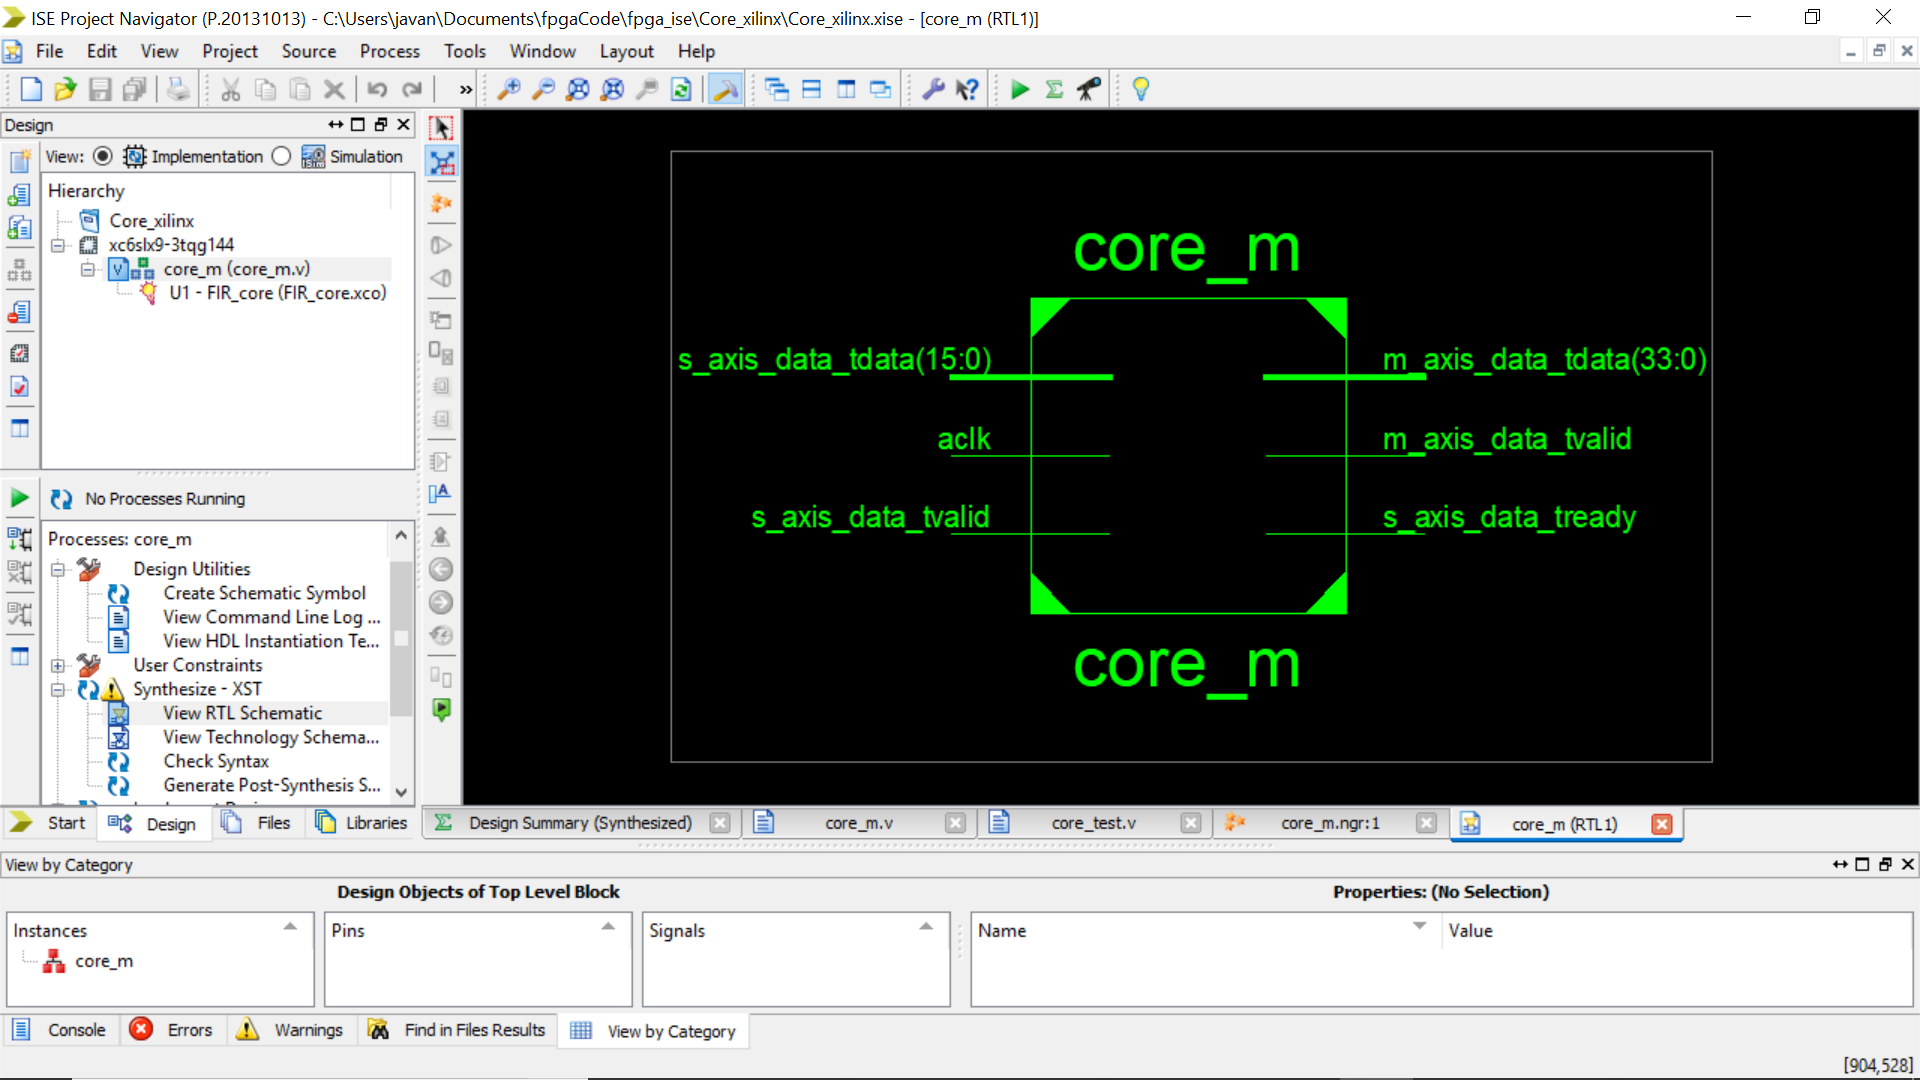 ISE Project Navigator (P.20131013) - C:\Users\javan\Documents\fpgaCode\fpga_ise\Core_xilinx\Core_xilinx.xise - [core_m (RTL1)]
File Edit View Project Source Process Tools Window Layout Help
»
Design
View: Implementation Simulation
Hierarchy
Core_xilinx
xc6slx9-3tqg144
core_m (core_m.v)
U1 - FIR_core (FIR_core.xco)
No Processes Running
Processes: core_m
Design Utilities
Create Schematic Symbol
View Command Line Log ...
View HDL Instantiation Te...
User Constraints
Synthesize - XST
View RTL Schematic
View Technology Schema...
Check Syntax
Generate Post-Synthesis S...
Start Design Files Libraries
core_m
s_axis_data_tdata(15:0) m_axis_data_tdata(33:0)
aclk m_axis_data_tvalid
s_axis_data_tvalid s_axis_data_tready
core_m
Design Summary (Synthesized) core_m.v core_test.v core_m.ngr:1 core_m (RTL1)
View by Category
Design Objects of Top Level Block Properties: (No Selection)
Instances Pins Signals Name Value
core_m
Console Errors Warnings Find in Files Results View by Category
[904,528]